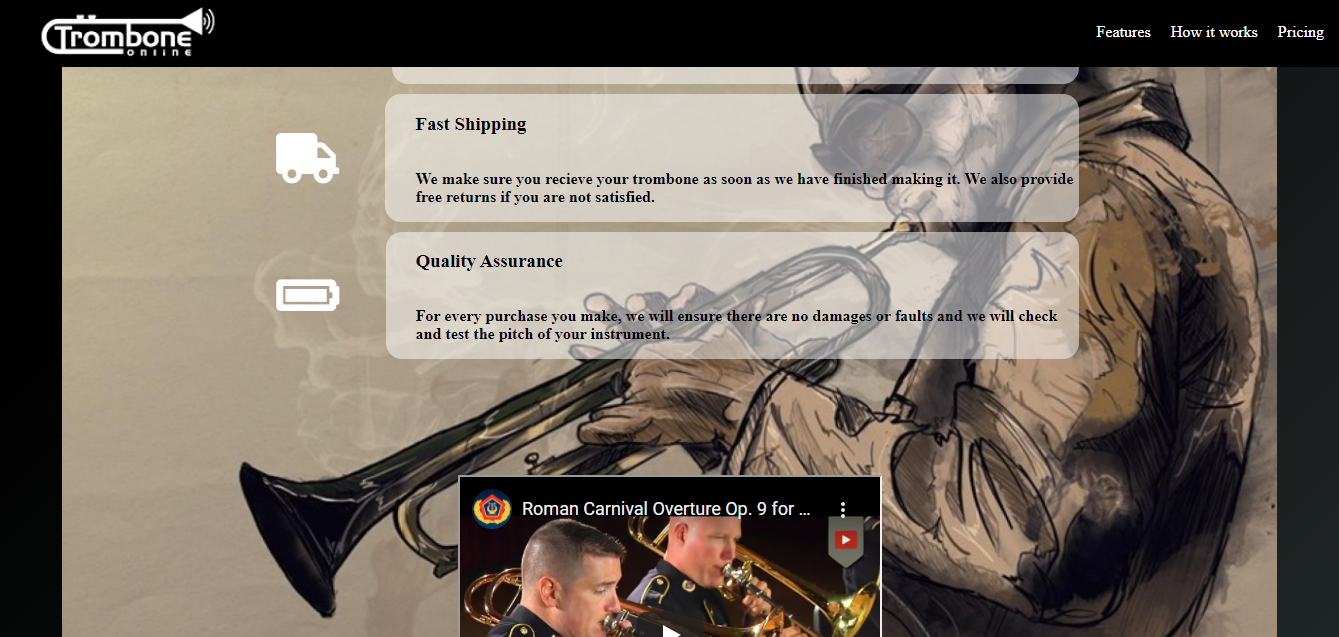 Trombone
online
Features How it works Pricing
Fast Shipping
We make sure you recieve your trombone as soon as we have finished making it. We also provide
free returns if you are not satisfied.
Quality Assurance
For every purchase you make, we will ensure there are no damages or faults and we will check
and test the pitch of your instrument.
Roman Carnival Overture Op. 9 for ...